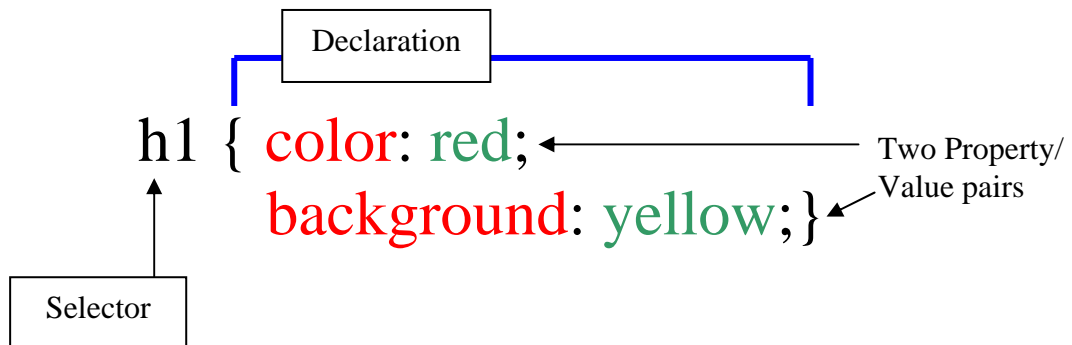 Declaration
h1 { color: red;
background: yellow;}
Two Property/
Value pairs
Selector